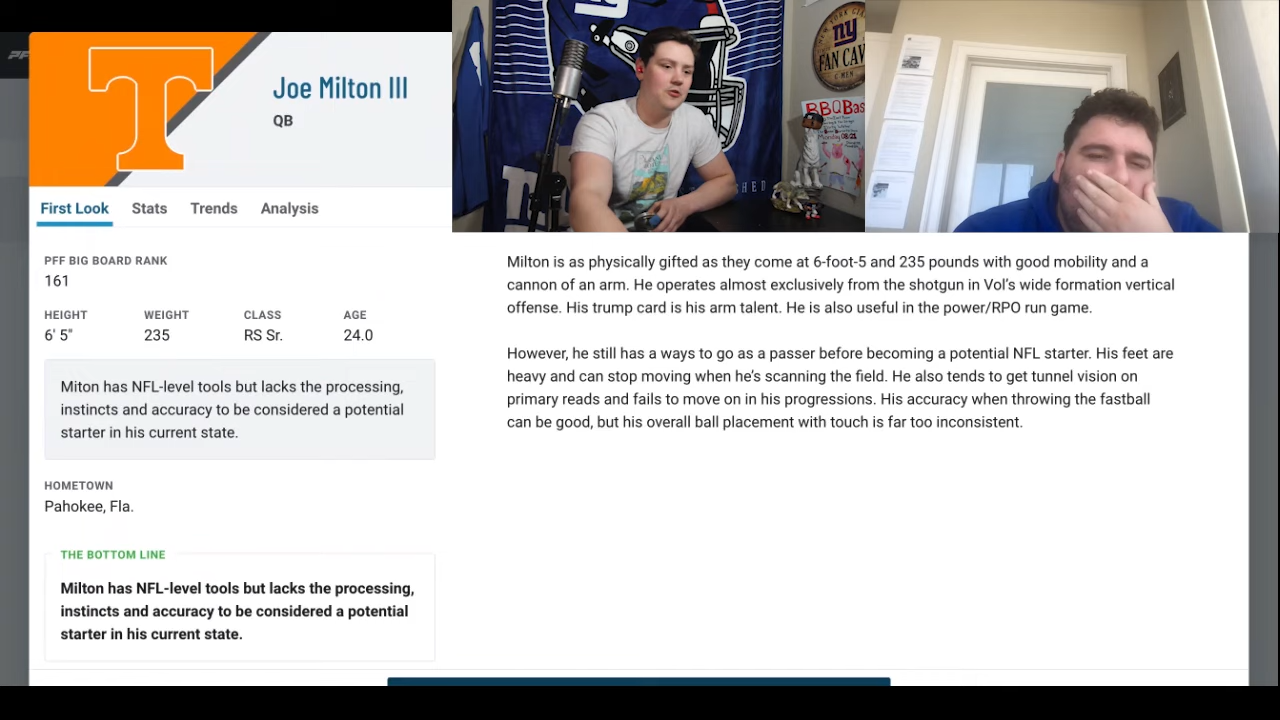 PFF
Joe Milton III
QB
First Look
Stats
Trends
Analysis
PFF BIG BOARD RANK
161
HEIGHT
WEIGHT
CLASS
AGE
6' 5"
235
RS Sr.
24.0
Miton has NFL-level tools but lacks the processing,
instincts and accuracy to be considered a potential
starter in his current state.
HOMETOWN
Pahokee, Fla.
THE BOTTOM LINE
Milton has NFL-level tools but lacks the processing,
instincts and accuracy to be considered a potential
starter in his current state.
ny
NEW YORK
ny
FAN CAV
BBQ Bas
Monday
Milton is as physically gifted as they come at 6-foot-5 and 235 pounds with good mobility and a
cannon of an arm. He operates almost exclusively from the shotgun in Vol's wide formation vertical
offense. His trump card is his arm talent. He is also useful in the power/RPO run game.
However, he still has a ways to go as a passer before becoming a potential NFL starter. His feet are
heavy and can stop moving when he's scanning the field. He also tends to get tunnel vision on
primary reads and fails to move on in his progressions. His accuracy when throwing the fastball
can be good, but his overall ball placement with touch is far too inconsistent.